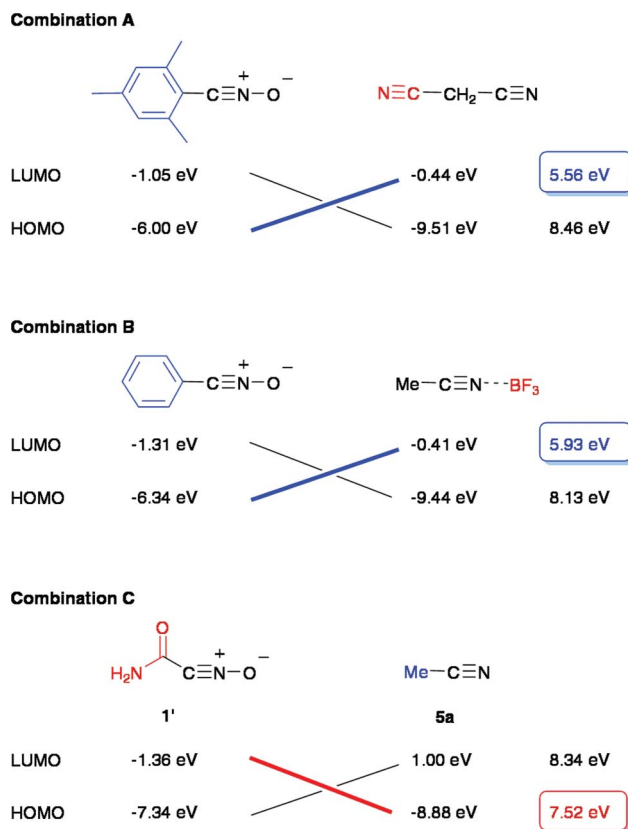 Combination A
C≡N–O
+ −
N≡C–CH2–C≡N
LUMO -1.05 eV -0.44 eV 5.56 eV
HOMO -6.00 eV -9.51 eV 8.46 eV
Combination B
C≡N–O
+ −
Me–C≡N---BF3
LUMO -1.31 eV -0.41 eV 5.93 eV
HOMO -6.34 eV -9.44 eV 8.13 eV
Combination C
O
+ −
H2N C≡N–O Me–C≡N
1' 5a
LUMO -1.36 eV 1.00 eV 8.34 eV
HOMO -7.34 eV -8.88 eV 7.52 eV